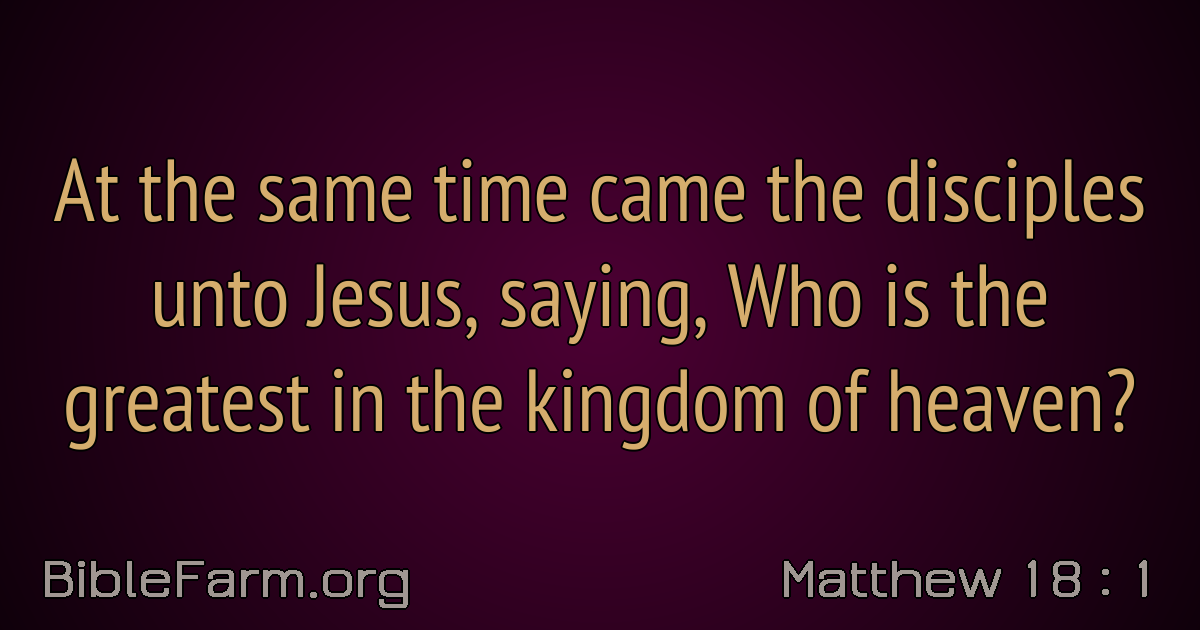 At the same time came the disciples
unto Jesus, saying, Who is the
greatest in the kingdom of heaven?
BibleFarm.org
Matthew 18 : 1